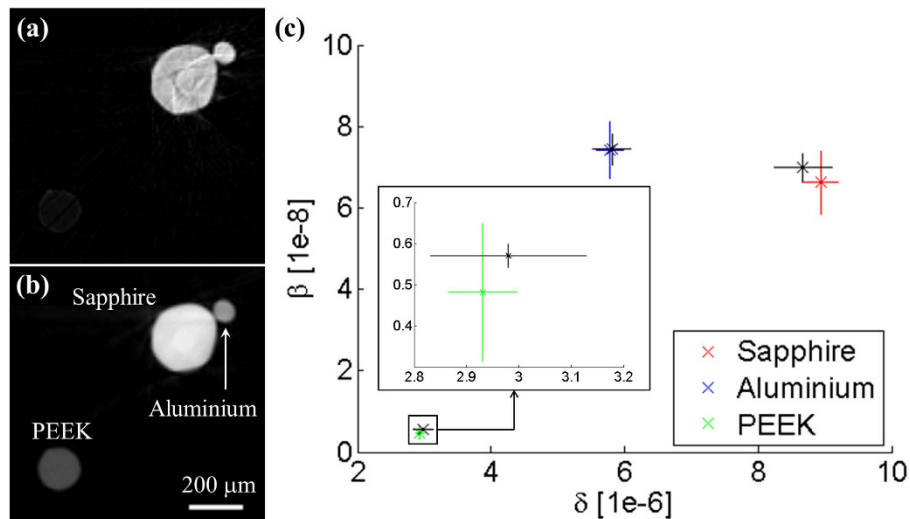 (a)
(b)
Sapphire
Aluminium
PEEK
200 μm
(c)
10
8
6
4
2
0
β [1e-8]
2
4
6
8
10
δ [1e-6]
0.7
0.6
0.5
0.4
2.8
2.9
3
3.1
3.2
Sapphire
Aluminium
PEEK